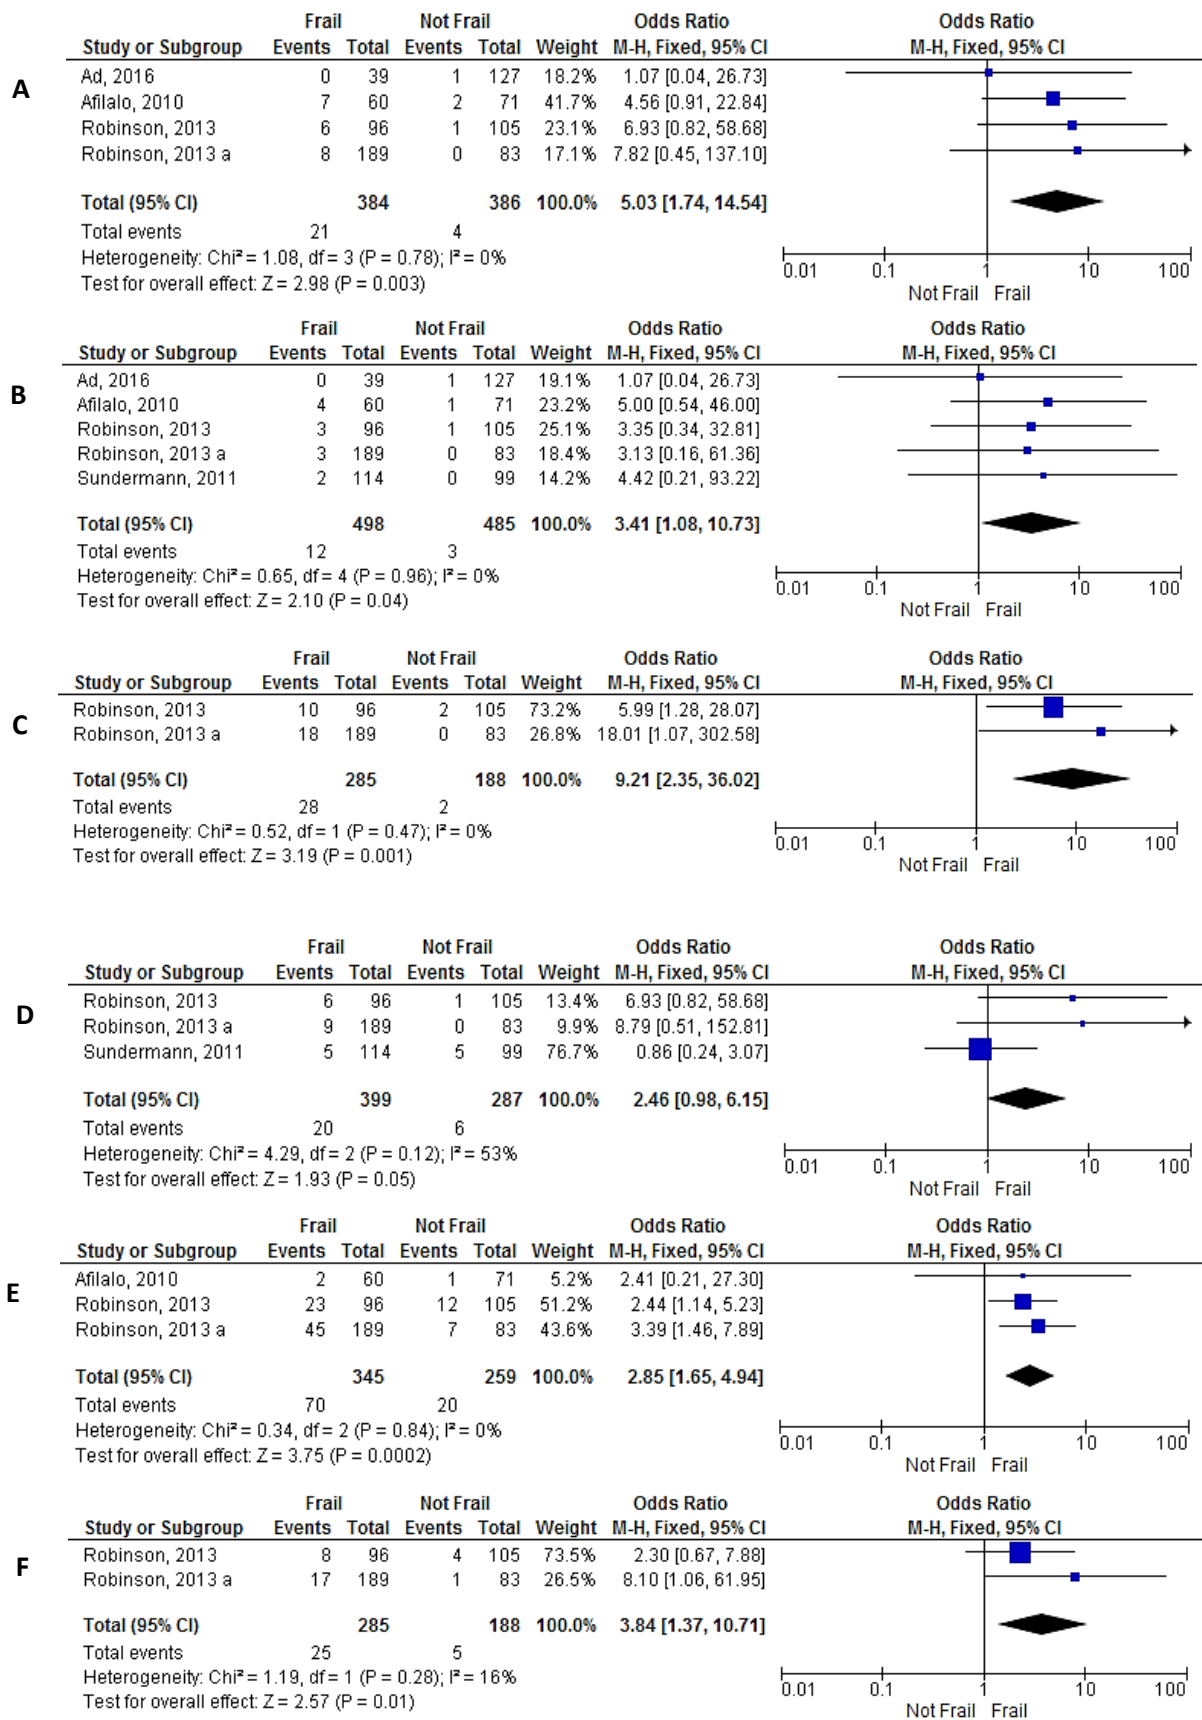 Frail Not Frail Odds Ratio Odds Ratio
Study or Subgroup Events Total Events Total Weight M-H, Fixed, 95% CI M-H, Fixed, 95% CI
A
Ad, 2016 0 39 1 127 18.2% 1.07 [0.04, 26.73]
Afilalo, 2010 7 60 2 71 41.7% 4.56 [0.91, 22.84]
Robinson, 2013 6 96 1 105 23.1% 6.93 [0.82, 58.68]
Robinson, 2013 a 8 189 0 83 17.1% 7.82 [0.45, 137.10]
Total (95% CI) 384 386 100.0% 5.03 [1.74, 14.54]
Total events 21 4
Heterogeneity: Chi² = 1.08, df = 3 (P = 0.78); I² = 0%
Test for overall effect: Z = 2.98 (P = 0.003)
0.01 0.1 1 10 100
Not Frail Frail
Frail Not Frail Odds Ratio Odds Ratio
Study or Subgroup Events Total Events Total Weight M-H, Fixed, 95% CI M-H, Fixed, 95% CI
B
Ad, 2016 0 39 1 127 19.1% 1.07 [0.04, 26.73]
Afilalo, 2010 4 60 1 71 23.2% 5.00 [0.54, 46.00]
Robinson, 2013 3 96 1 105 25.1% 3.35 [0.34, 32.81]
Robinson, 2013 a 3 189 0 83 18.4% 3.13 [0.16, 61.36]
Sundermann, 2011 2 114 0 99 14.2% 4.42 [0.21, 93.22]
Total (95% CI) 498 485 100.0% 3.41 [1.08, 10.73]
Total events 12 3
Heterogeneity: Chi² = 0.65, df = 4 (P = 0.96); I² = 0%
Test for overall effect: Z = 2.10 (P = 0.04)
0.01 0.1 1 10 100
Not Frail Frail
Frail Not Frail Odds Ratio Odds Ratio
Study or Subgroup Events Total Events Total Weight M-H, Fixed, 95% CI M-H, Fixed, 95% CI
C
Robinson, 2013 10 96 2 105 73.2% 5.99 [1.28, 28.07]
Robinson, 2013 a 18 189 0 83 26.8% 18.01 [1.07, 302.58]
Total (95% CI) 285 188 100.0% 9.21 [2.35, 36.02]
Total events 28 2
Heterogeneity: Chi² = 0.52, df = 1 (P = 0.47); I² = 0%
Test for overall effect: Z = 3.19 (P = 0.001)
0.01 0.1 1 10 100
Not Frail Frail
Frail Not Frail Odds Ratio Odds Ratio
Study or Subgroup Events Total Events Total Weight M-H, Fixed, 95% CI M-H, Fixed, 95% CI
D
Robinson, 2013 6 96 1 105 13.4% 6.93 [0.82, 58.68]
Robinson, 2013 a 9 189 0 83 9.9% 8.79 [0.51, 152.81]
Sundermann, 2011 5 114 5 99 76.7% 0.86 [0.24, 3.07]
Total (95% CI) 399 287 100.0% 2.46 [0.98, 6.15]
Total events 20 6
Heterogeneity: Chi² = 4.29, df = 2 (P = 0.12); I² = 53%
Test for overall effect: Z = 1.93 (P = 0.05)
0.01 0.1 1 10 100
Not Frail Frail
Frail Not Frail Odds Ratio Odds Ratio
Study or Subgroup Events Total Events Total Weight M-H, Fixed, 95% CI M-H, Fixed, 95% CI
E
Afilalo, 2010 2 60 1 71 5.2% 2.41 [0.21, 27.30]
Robinson, 2013 23 96 12 105 51.2% 2.44 [1.14, 5.23]
Robinson, 2013 a 45 189 7 83 43.6% 3.39 [1.46, 7.89]
Total (95% CI) 345 259 100.0% 2.85 [1.65, 4.94]
Total events 70 20
Heterogeneity: Chi² = 0.34, df = 2 (P = 0.84); I² = 0%
Test for overall effect: Z = 3.75 (P = 0.0002)
0.01 0.1 1 10 100
Not Frail Frail
Frail Not Frail Odds Ratio Odds Ratio
Study or Subgroup Events Total Events Total Weight M-H, Fixed, 95% CI M-H, Fixed, 95% CI
F
Robinson, 2013 8 96 4 105 73.5% 2.30 [0.67, 7.88]
Robinson, 2013 a 17 189 1 83 26.5% 8.10 [1.06, 61.95]
Total (95% CI) 285 188 100.0% 3.84 [1.37, 10.71]
Total events 25 5
Heterogeneity: Chi² = 1.19, df = 1 (P = 0.28); I² = 16%
Test for overall effect: Z = 2.57 (P = 0.01)
0.01 0.1 1 10 100
Not Frail Frail